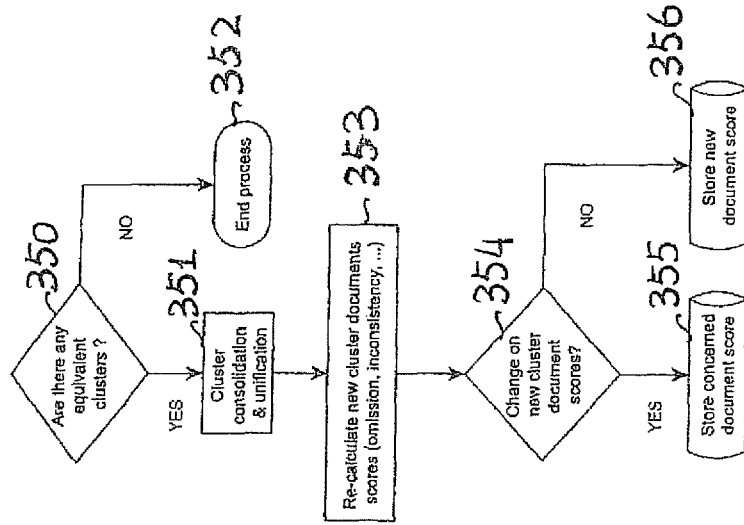 350
Are there any
equivalent
clusters ?
NO
352
End process
YES
351
Cluster
consolidation
& unification
353
Re-calculate new cluster documents
scores (omission, inconsistency, ...)
354
Change on
new cluster
document
scores?
NO
YES
355
Store concerned
document score
356
Store new
document score